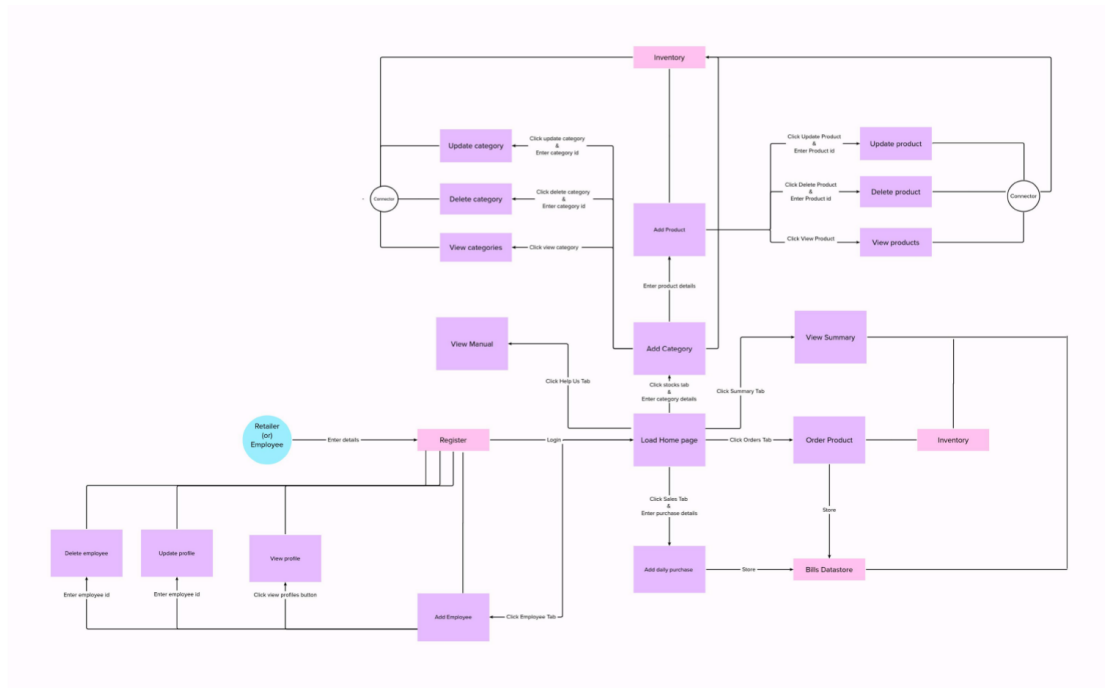 Inventory
Click update category
&
Enter category id
Update category
Click Update Product
&
Enter Product id
Update product
Click delete category
&
Enter category id
Delete category
Connector
Click Delete Product
&
Enter Product id
Delete product
Connector
Add Product
View categories
Click view category
Click View Product
View products
Enter product details
View Manual
Add Category
View Summary
Click Help Us Tab
Click stocks tab
&
Enter category details
Click Summary Tab
Retailer
(or)
Employee
Enter details
Register
Login
Load Home page
Click Orders Tab
Order Product
Inventory
Click Sales Tab
&
Enter purchase details
Store
Delete employee
Update profile
View profile
Add daily purchase
Store
Bills Datastore
Enter employee id
Enter employee id
Click view profiles button
Add Employee
Click Employee Tab